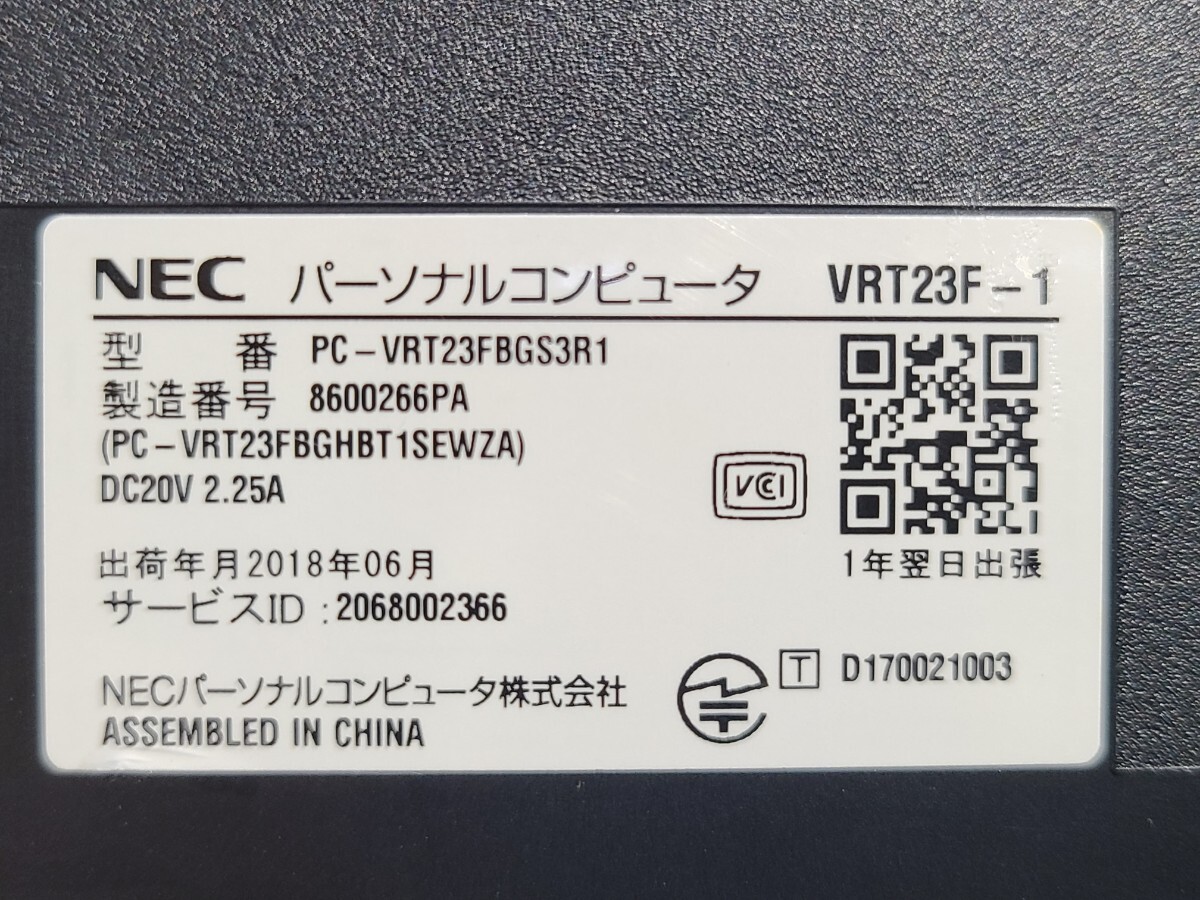 NEC パーソナルコンピュータ VRT23F-1
型 番 PC-VRT23FBGS3R1
製造番号 8600266PA
(PC-VRT23FBGHBT1SEWZA)
DC20V 2.25A
VCI
1年翌日出張
出荷年月2018年06月
サービスID:2068002366
T D170021003
NECパーソナルコンピュータ株式会社
ASSEMBLED IN CHINA